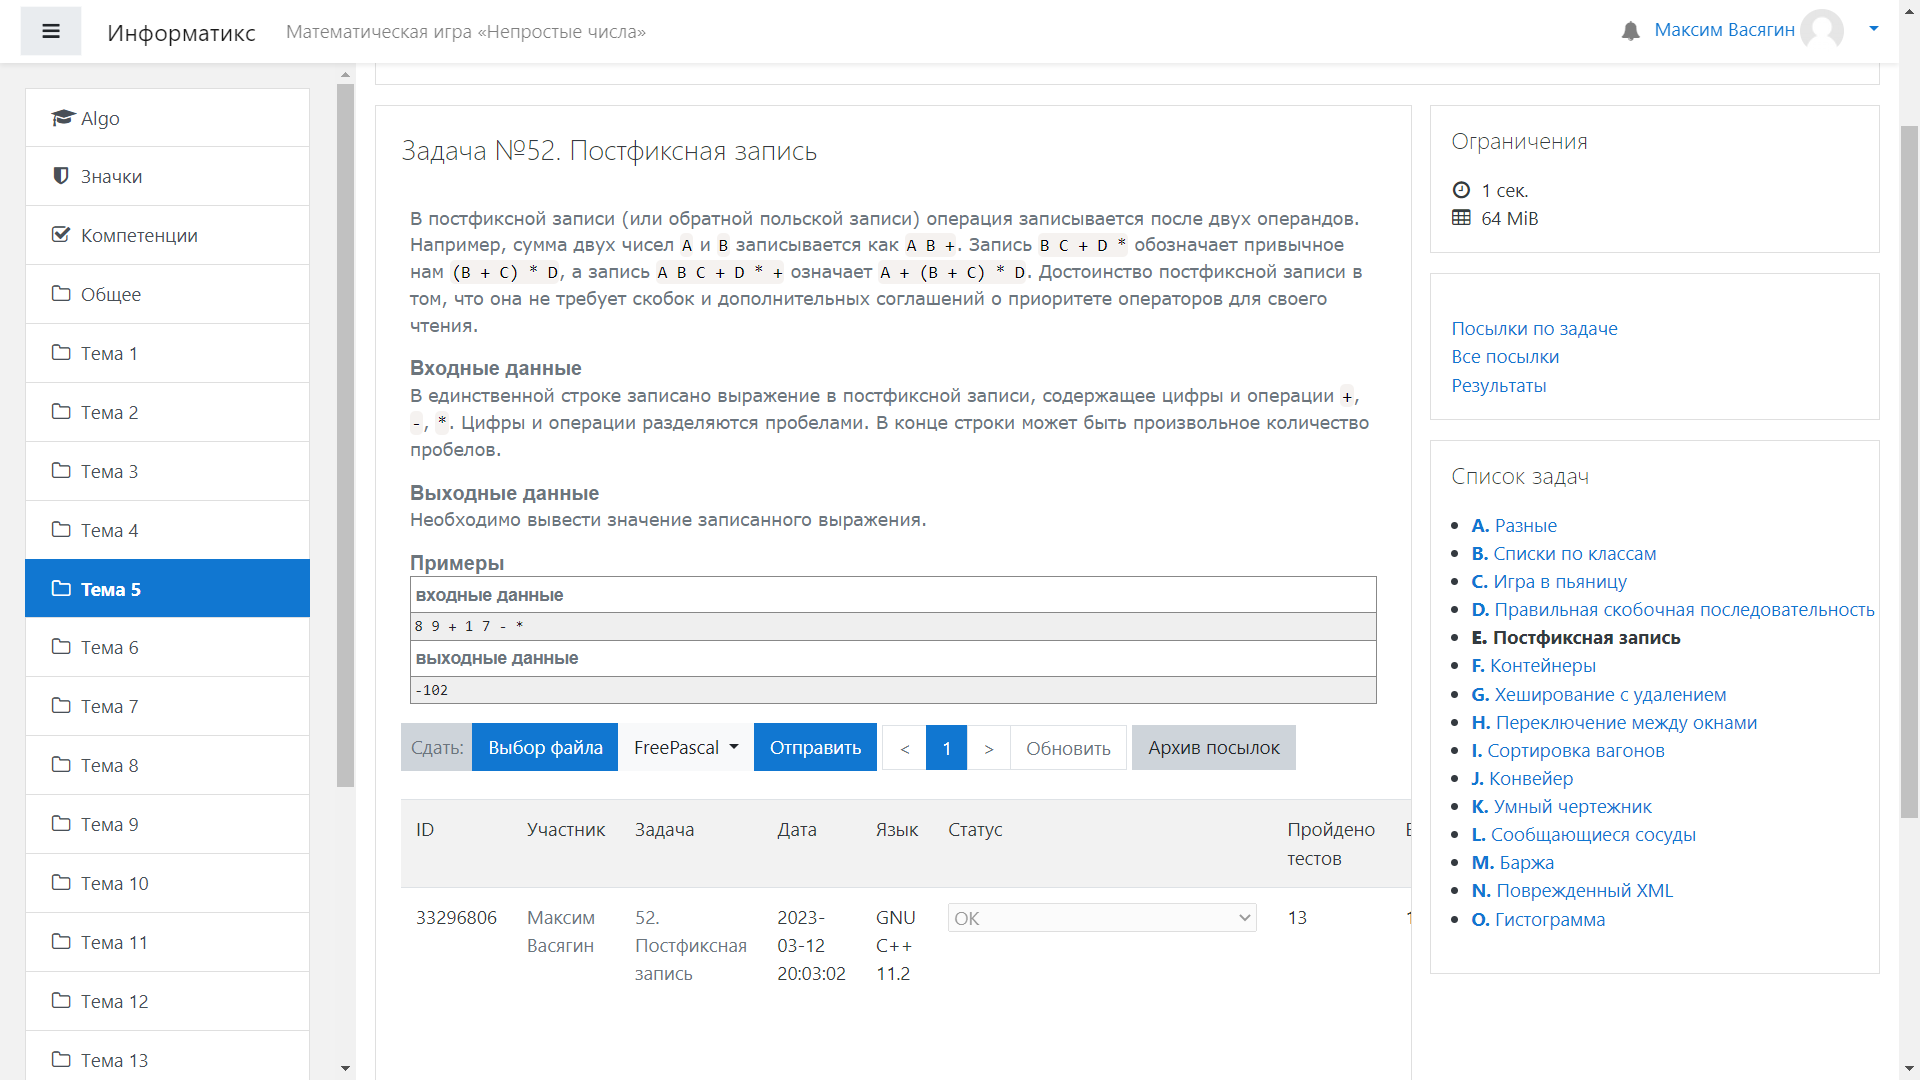 Информатикс
Математическая игра «Непростые числа»
Максим Васягин
Algo
Значки
Компетенции
Общее
Тема 1
Тема 2
Тема 3
Тема 4
Тема 5
Тема 6
Тема 7
Тема 8
Тема 9
Тема 10
Тема 11
Тема 12
Тема 13
Задача №52. Постфиксная запись
В постфиксной записи (или обратной польской записи) операция записывается после двух операндов.
Например, сумма двух чисел A и B записывается как A B +. Запись B C + D * обозначает привычное
нам (B + C) * D, а запись A B C + D * + означает A + (B + C) * D. Достоинство постфиксной записи в
том, что она не требует скобок и дополнительных соглашений о приоритете операторов для своего
чтения.
Входные данные
В единственной строке записано выражение в постфиксной записи, содержащее цифры и операции +,
-, *. Цифры и операции разделяются пробелами. В конце строки может быть произвольное количество
пробелов.
Выходные данные
Необходимо вывести значение записанного выражения.
Примеры
входные данные
8 9 + 1 7 - *
выходные данные
-102
Сдать: Выбор файла FreePascal Отправить < 1 > Обновить Архив посылок
ID Участник Задача Дата Язык Статус Пройдено
тестов
33296806 Максим 52. 2023- GNU OK 13
Васягин Постфиксная 03-12 C++
запись 20:03:02 11.2
Ограничения
1 сек.
64 MiB
Посылки по задаче
Все посылки
Результаты
Список задач
A. Разные
B. Списки по классам
C. Игра в пьяницу
D. Правильная скобочная последовательность
E. Постфиксная запись
F. Контейнеры
G. Хеширование с удалением
H. Переключение между окнами
I. Сортировка вагонов
J. Конвейер
K. Умный чертежник
L. Сообщающиеся сосуды
M. Баржа
N. Поврежденный XML
O. Гистограмма